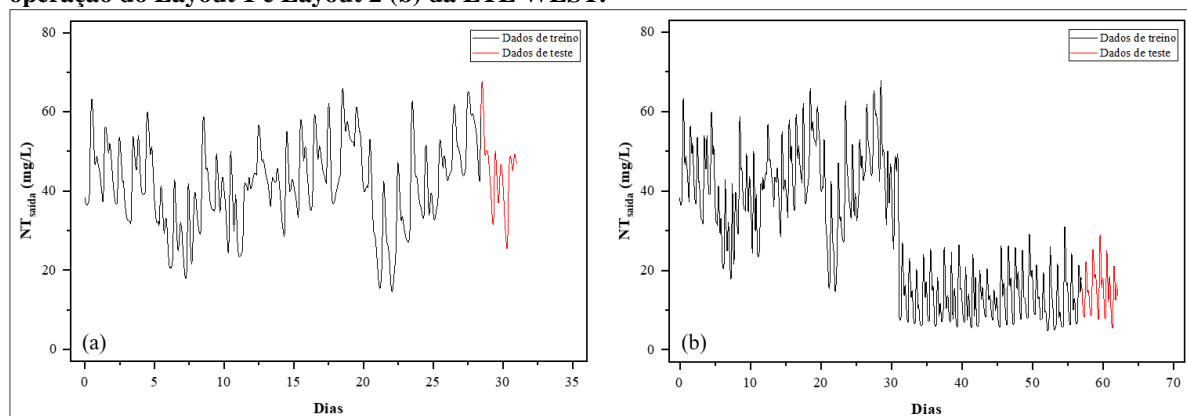 operação do Layout 1 e Layout 2 (b) da ETE-WEST.
80
60
40
20
0
NTsaída (mg/L)
Dados de treino
Dados de teste
(a)
0 5 10 15 20 25 30 35
Dias
80
60
40
20
0
NTsaída (mg/L)
Dados de treino
Dados de teste
(b)
0 10 20 30 40 50 60 70
Dias